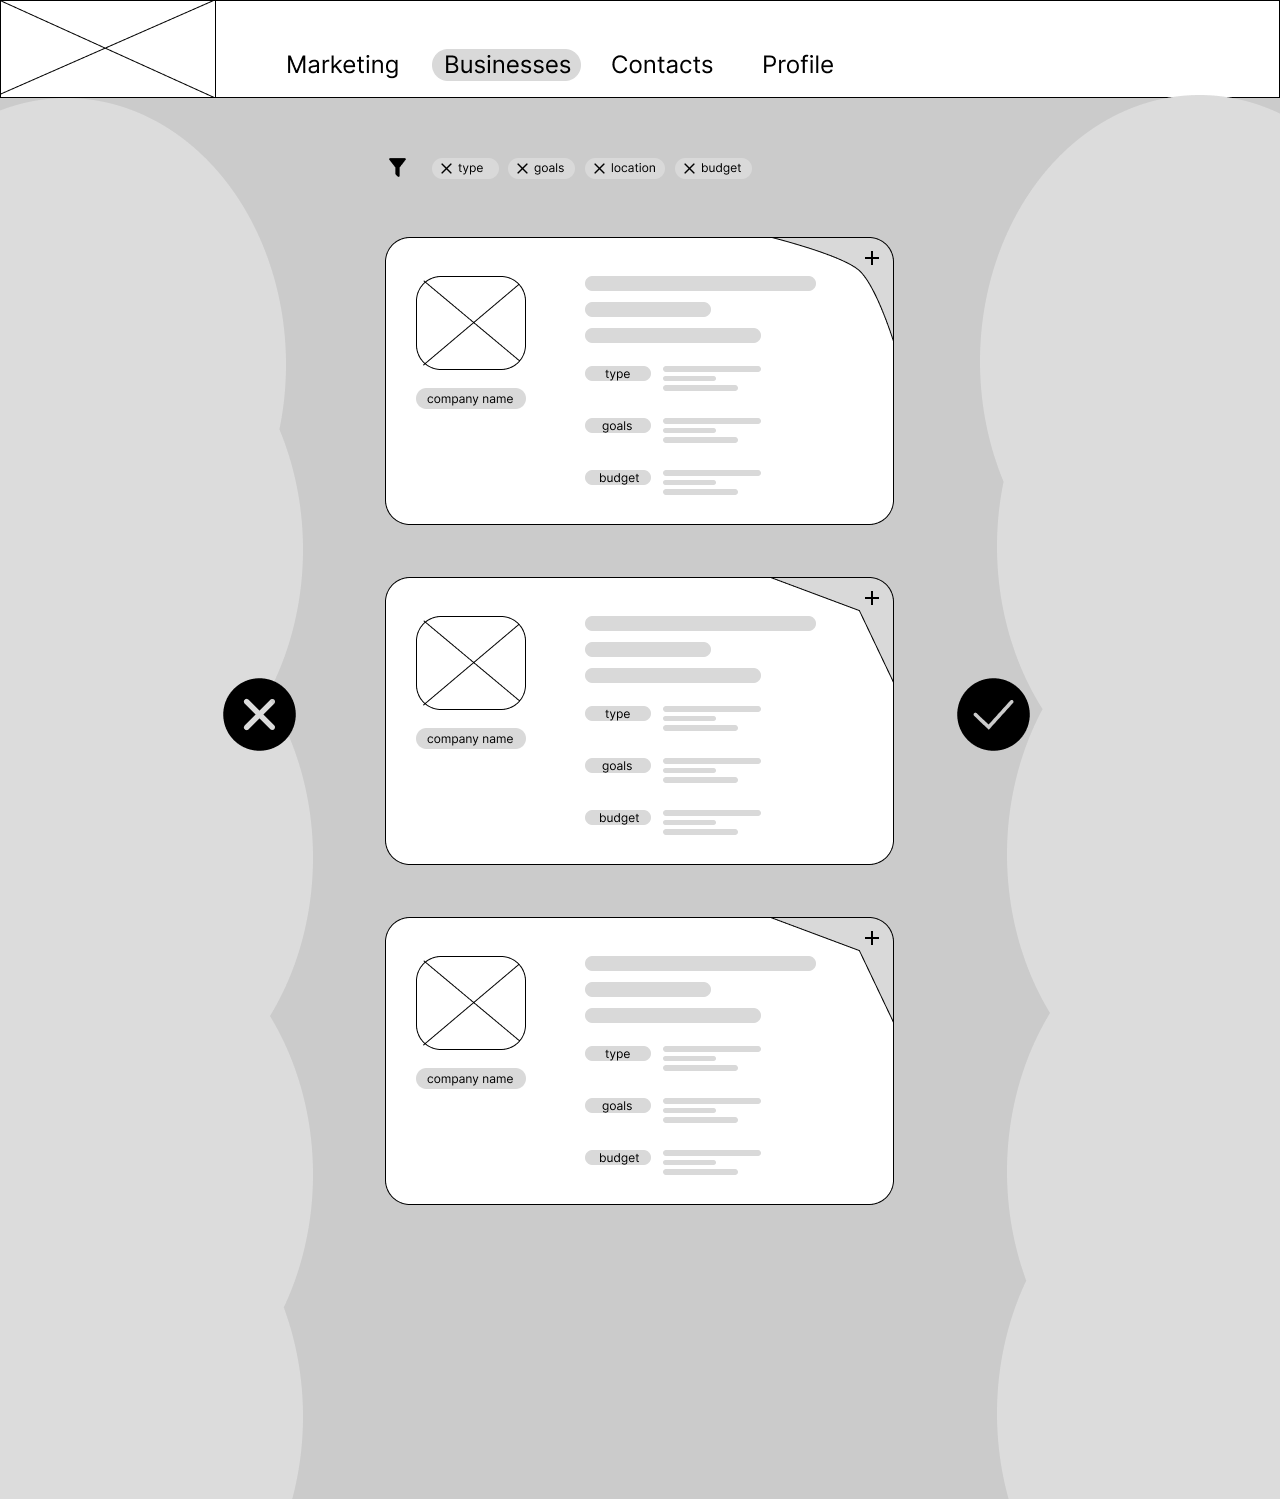 Marketing Businesses Contacts Profile
type goals location budget
type
company name
goals
budget
type
company name
goals
budget
type
company name
goals
budget